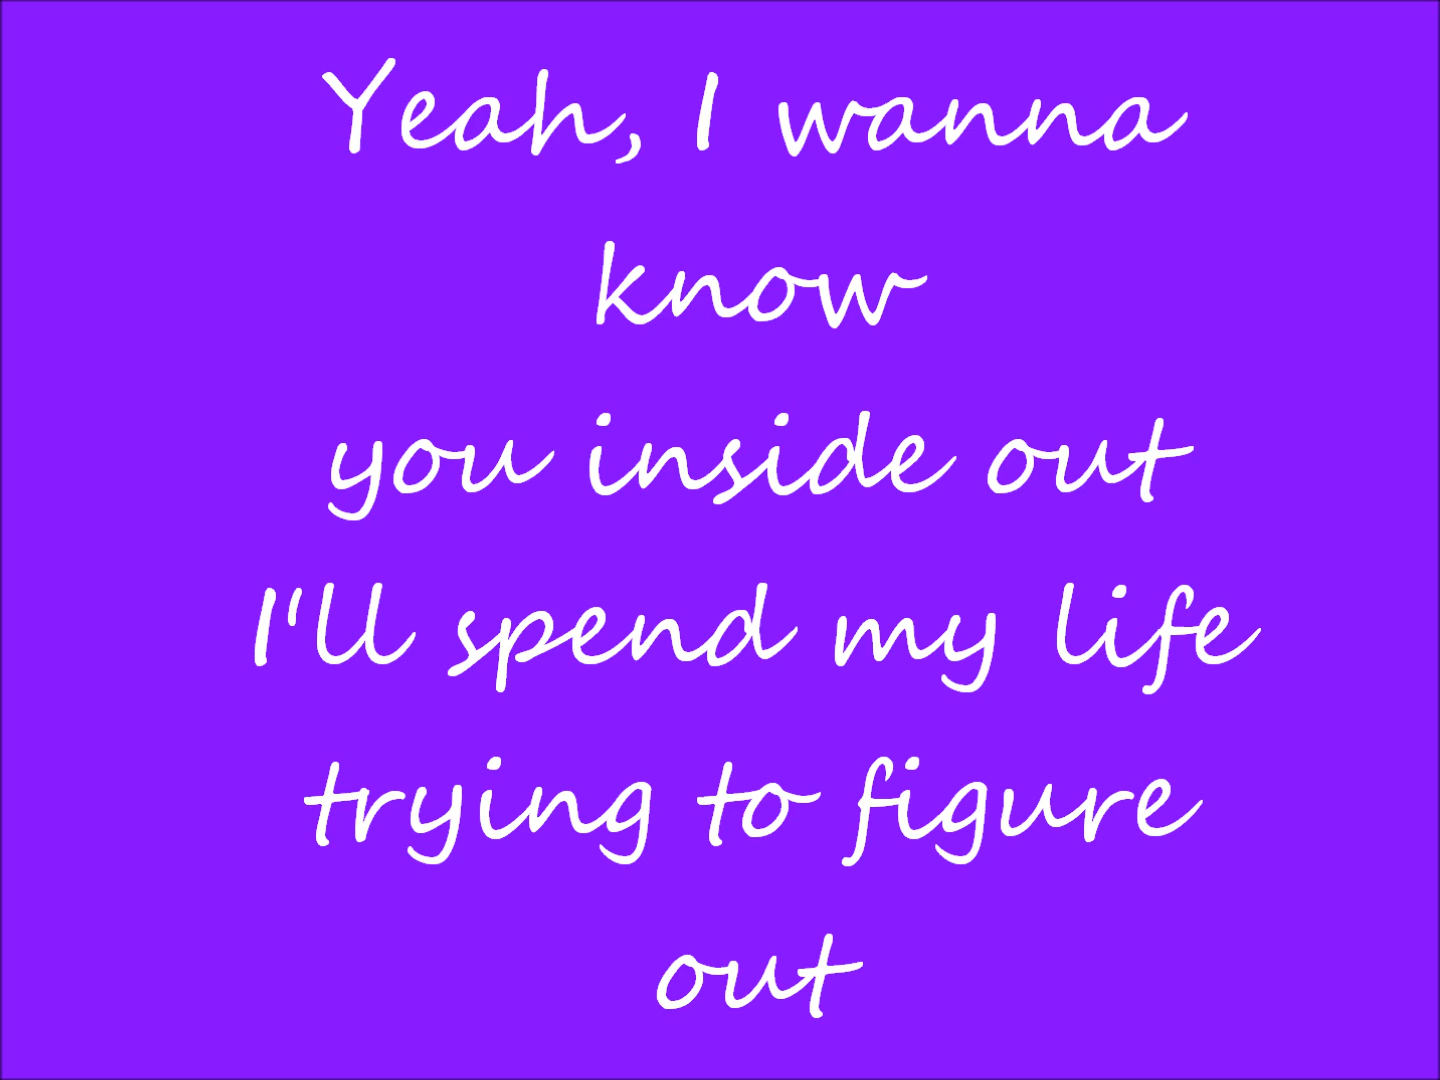 Yeah, I wanna
know
you inside out
I'll spend my life
trying to figure
out